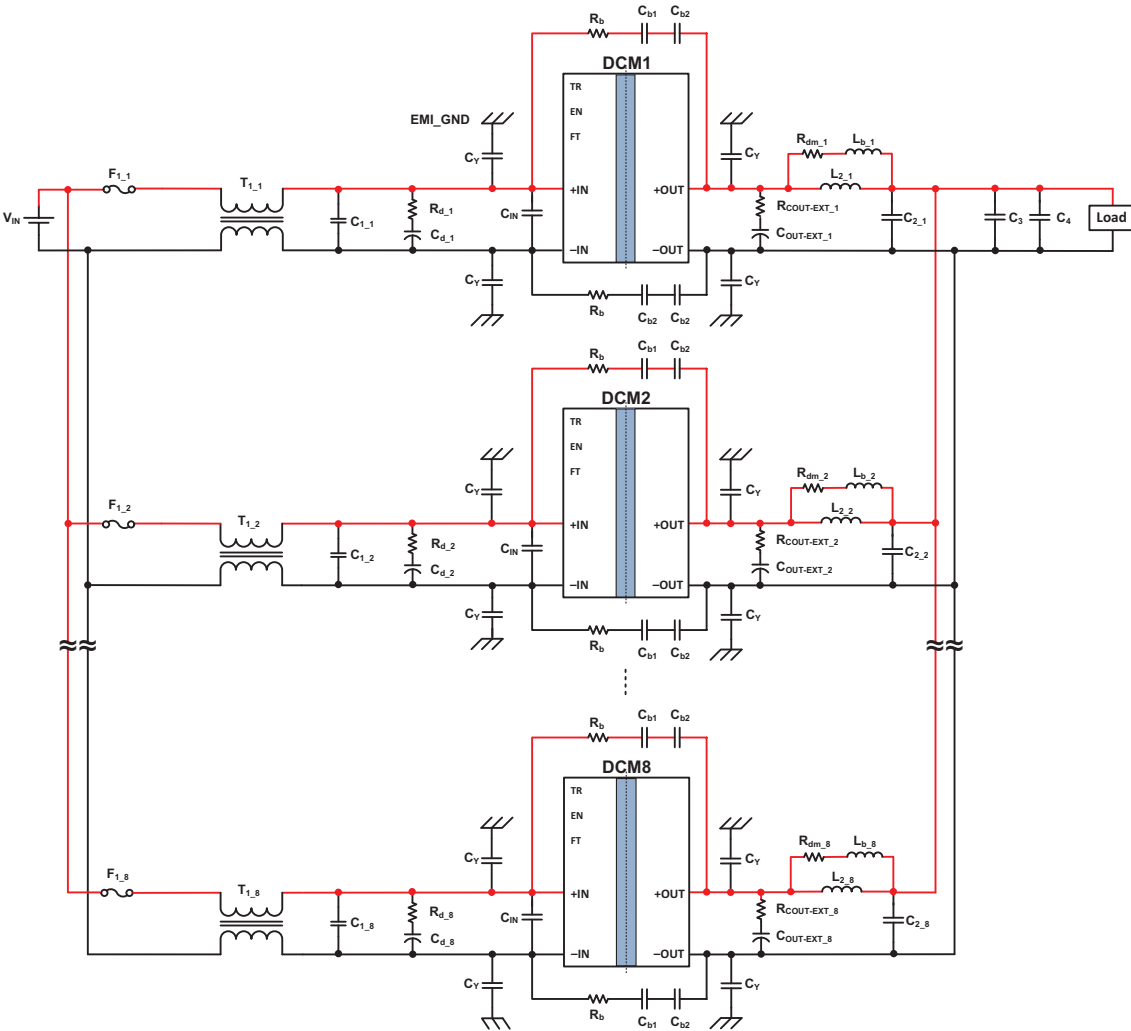 Rb Cb1 Cb2
DCM1
TR
EN
FT
EMI_GND
CY
CY
F1_1
T1_1
VIN
C1_1
Rd_1
Cd_1
CIN
+IN
–IN
+OUT
–OUT
Rdm_1
Lb_1
L2_1
RCOUT-EXT_1
COUT-EXT_1
C2_1
C3
C4
Load
CY
CY
Rb Cb2 Cb2
Rb Cb1 Cb2
DCM2
TR
EN
FT
CY
CY
F1_2
T1_2
C1_2
Rd_2
Cd_2
CIN
+IN
–IN
+OUT
–OUT
Rdm_2
Lb_2
L2_2
RCOUT-EXT_2
COUT-EXT_2
C2_2
CY
CY
Rb Cb1 Cb2
Rb Cb1 Cb2
DCM8
TR
EN
FT
CY
CY
F1_8
T1_8
C1_8
Rd_8
Cd_8
CIN
+IN
–IN
+OUT
–OUT
Rdm_8
Lb_8
L2_8
RCOUT-EXT_8
COUT-EXT_8
C2_8
CY
CY
Rb Cb1 Cb2